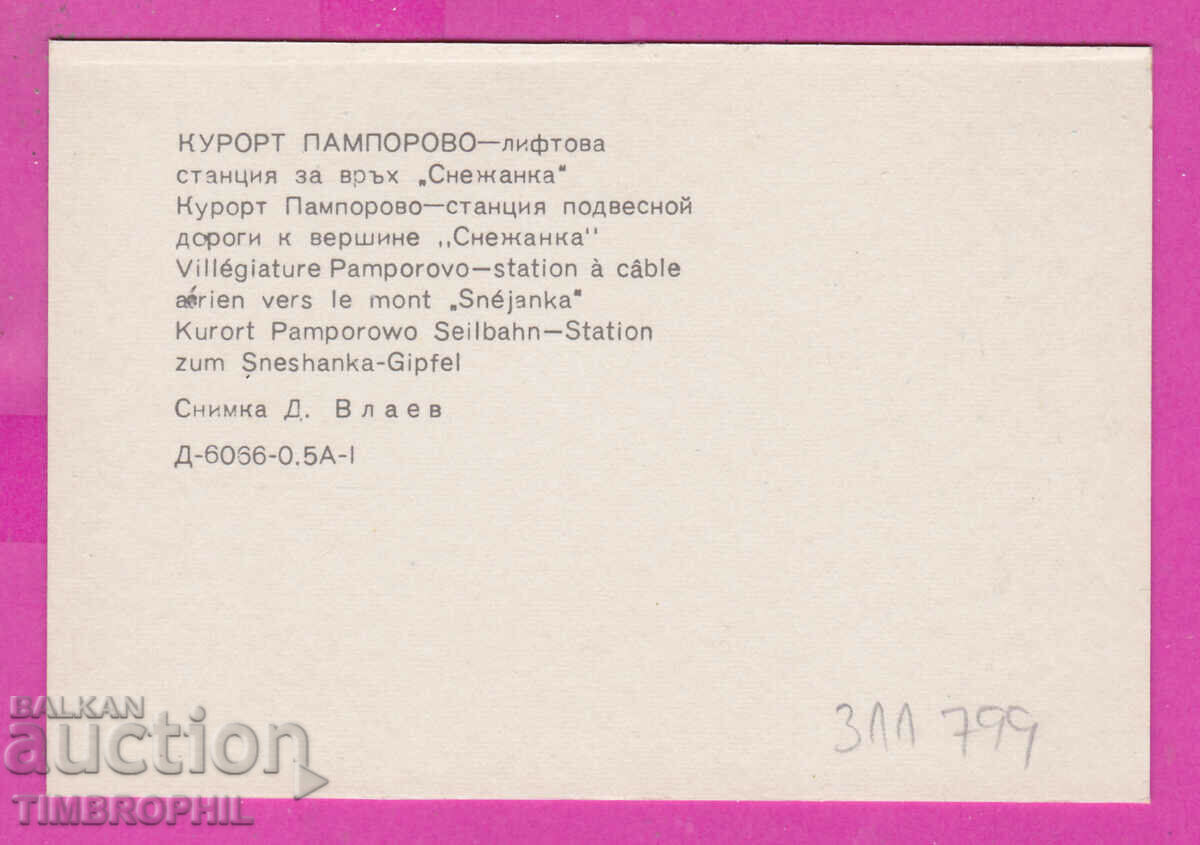 КУРОРТ ПАМПОРОВО—лифтова
станция за връх „Снежанка“
Курорт Пампорово—станция подвесной
дороги к вершине ,,Снежанка''
Villégiature Pamporovo—station à câble
aérien vers le mont „Snéjanka“
Kurort Pamporowo Seilbahn—Station
zum Sneshanka-Gipfel
Снимка Д. Влаев
Д-6066-0,5А-I
311 799
BALKAN
auction
TIMBROPHIL